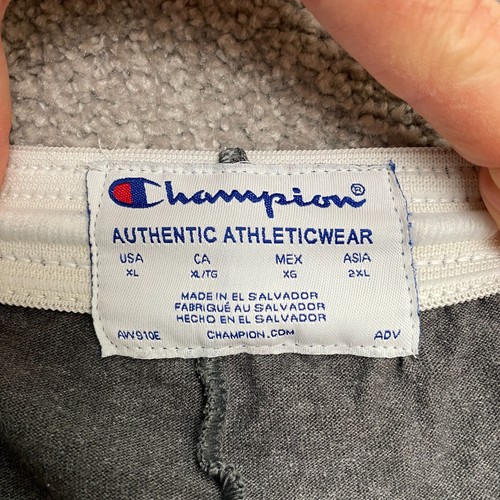 Champion®
AUTHENTIC ATHLETICWEAR
USA CA MEX ASIA
XL XL/TG XG 2XL
MADE IN EL SALVADOR
FABRIQUÉ AU SALVADOR
HECHO EN EL SALVADOR
AWS10E CHAMPION.COM ADV